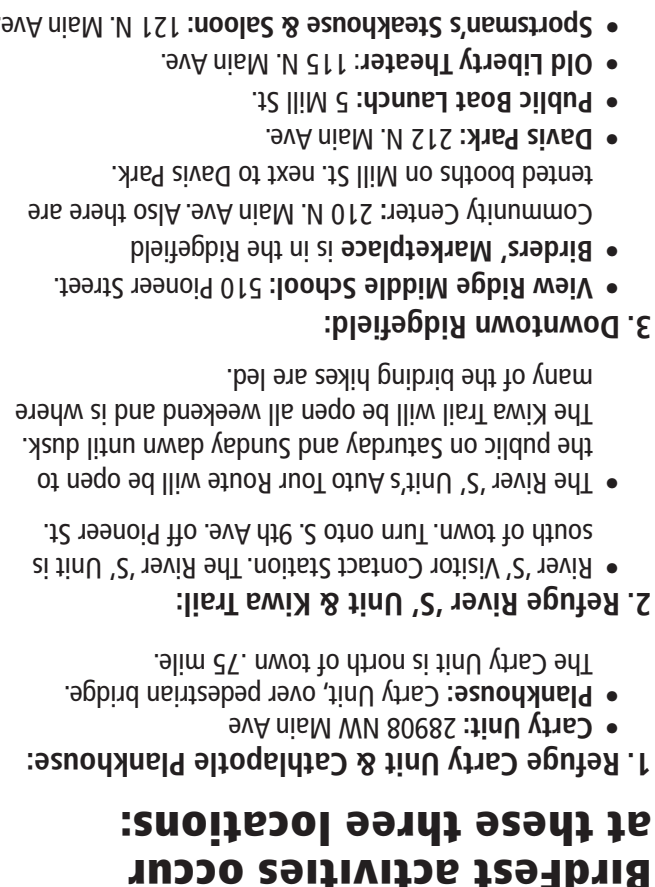 BirdFest activities occur
at these three locations:
1. Refuge Carty Unit & Cathlapotle Plankhouse:
• Carty Unit: 28908 NW Main Ave
• Plankhouse: Carty Unit, over pedestrian bridge.
The Carty Unit is north of town .75 mile.
2. Refuge River 'S' Unit & Kiwa Trail:
• River 'S' Visitor Contact Station. The River 'S' Unit is
south of town. Turn onto S. 9th Ave. off Pioneer St.
• The River 'S' Unit's Auto Tour Route will be open to
the public on Saturday and Sunday dawn until dusk.
The Kiwa Trail will be open all weekend and is where
many of the birding hikes are led.
3. Downtown Ridgefield:
• View Ridge Middle School: 510 Pioneer Street.
• Birders' Marketplace is in the Ridgefield
Community Center: 210 N. Main Ave. Also there are
tented booths on Mill St. next to Davis Park.
• Davis Park: 212 N. Main Ave.
• Public Boat Launch: 5 Mill St.
• Old Liberty Theater: 115 N. Main Ave.
• Sportsman's Steakhouse & Saloon: 121 N. Main Ave.